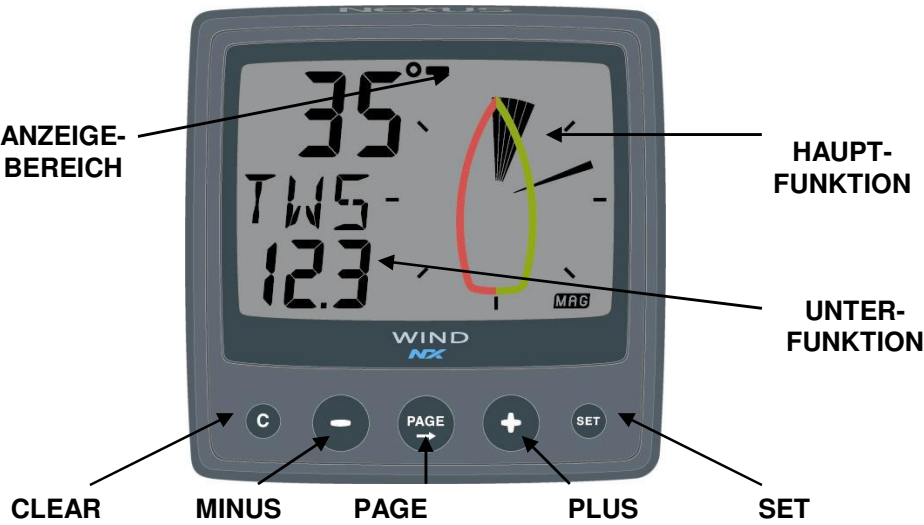 NEXUS
35°
ANZEIGE-
BEREICH
HAUPT-
FUNKTION
TWS
12.3
MAG
UNTER-
FUNKTION
WIND
NX
C
-
PAGE
+
SET
CLEAR
MINUS
PAGE
PLUS
SET